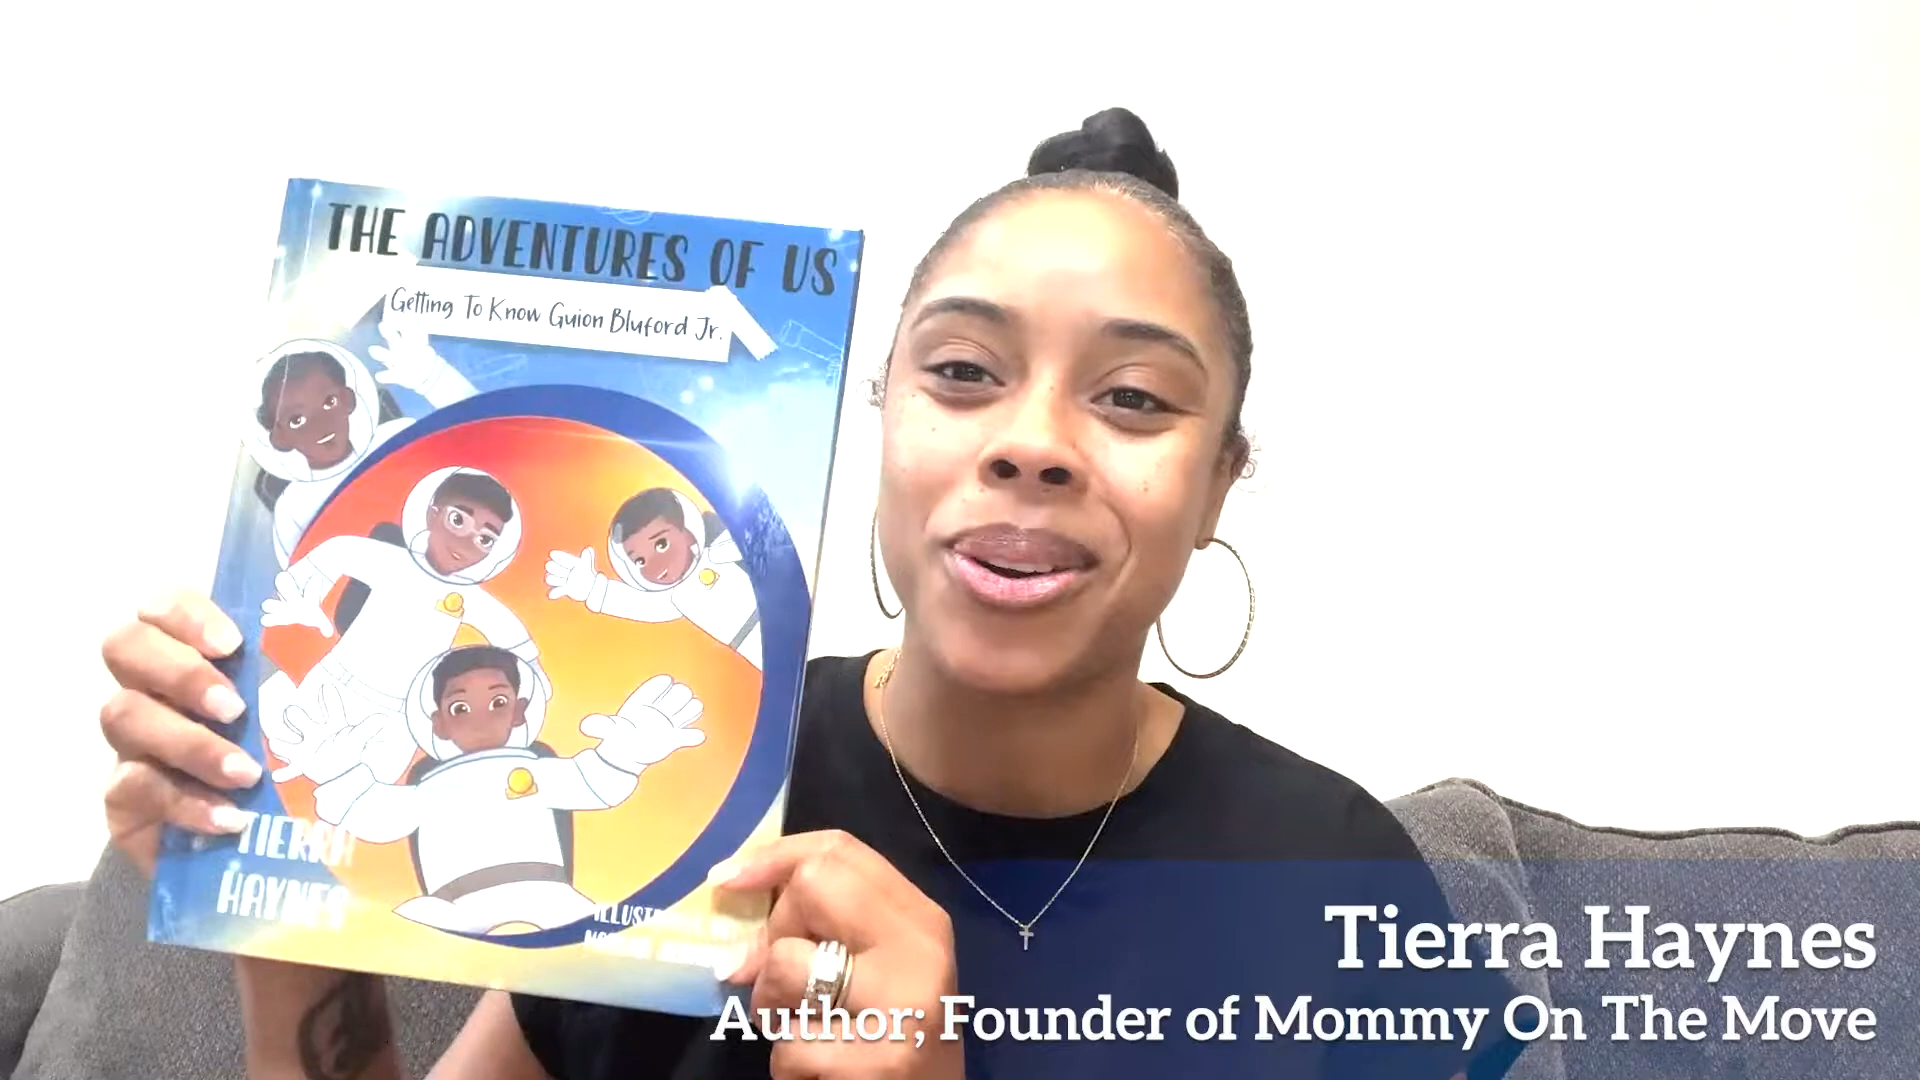 THE ADVENTURES OF US
Getting To Know Guion Bluford Jr.
TIERRA
HAYNES
Tierra Haynes
Author; Founder of Mommy On The Move